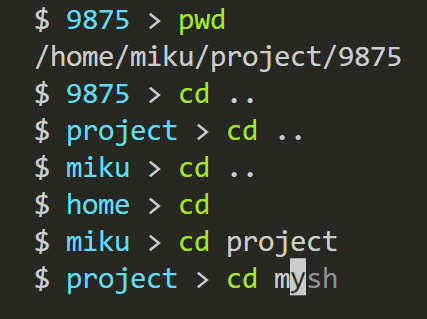 $ 9875 > pwd
/home/miku/project/9875
$ 9875 > cd ..
$ project > cd ..
$ miku > cd ..
$ home > cd
$ miku > cd project
$ project > cd mysh